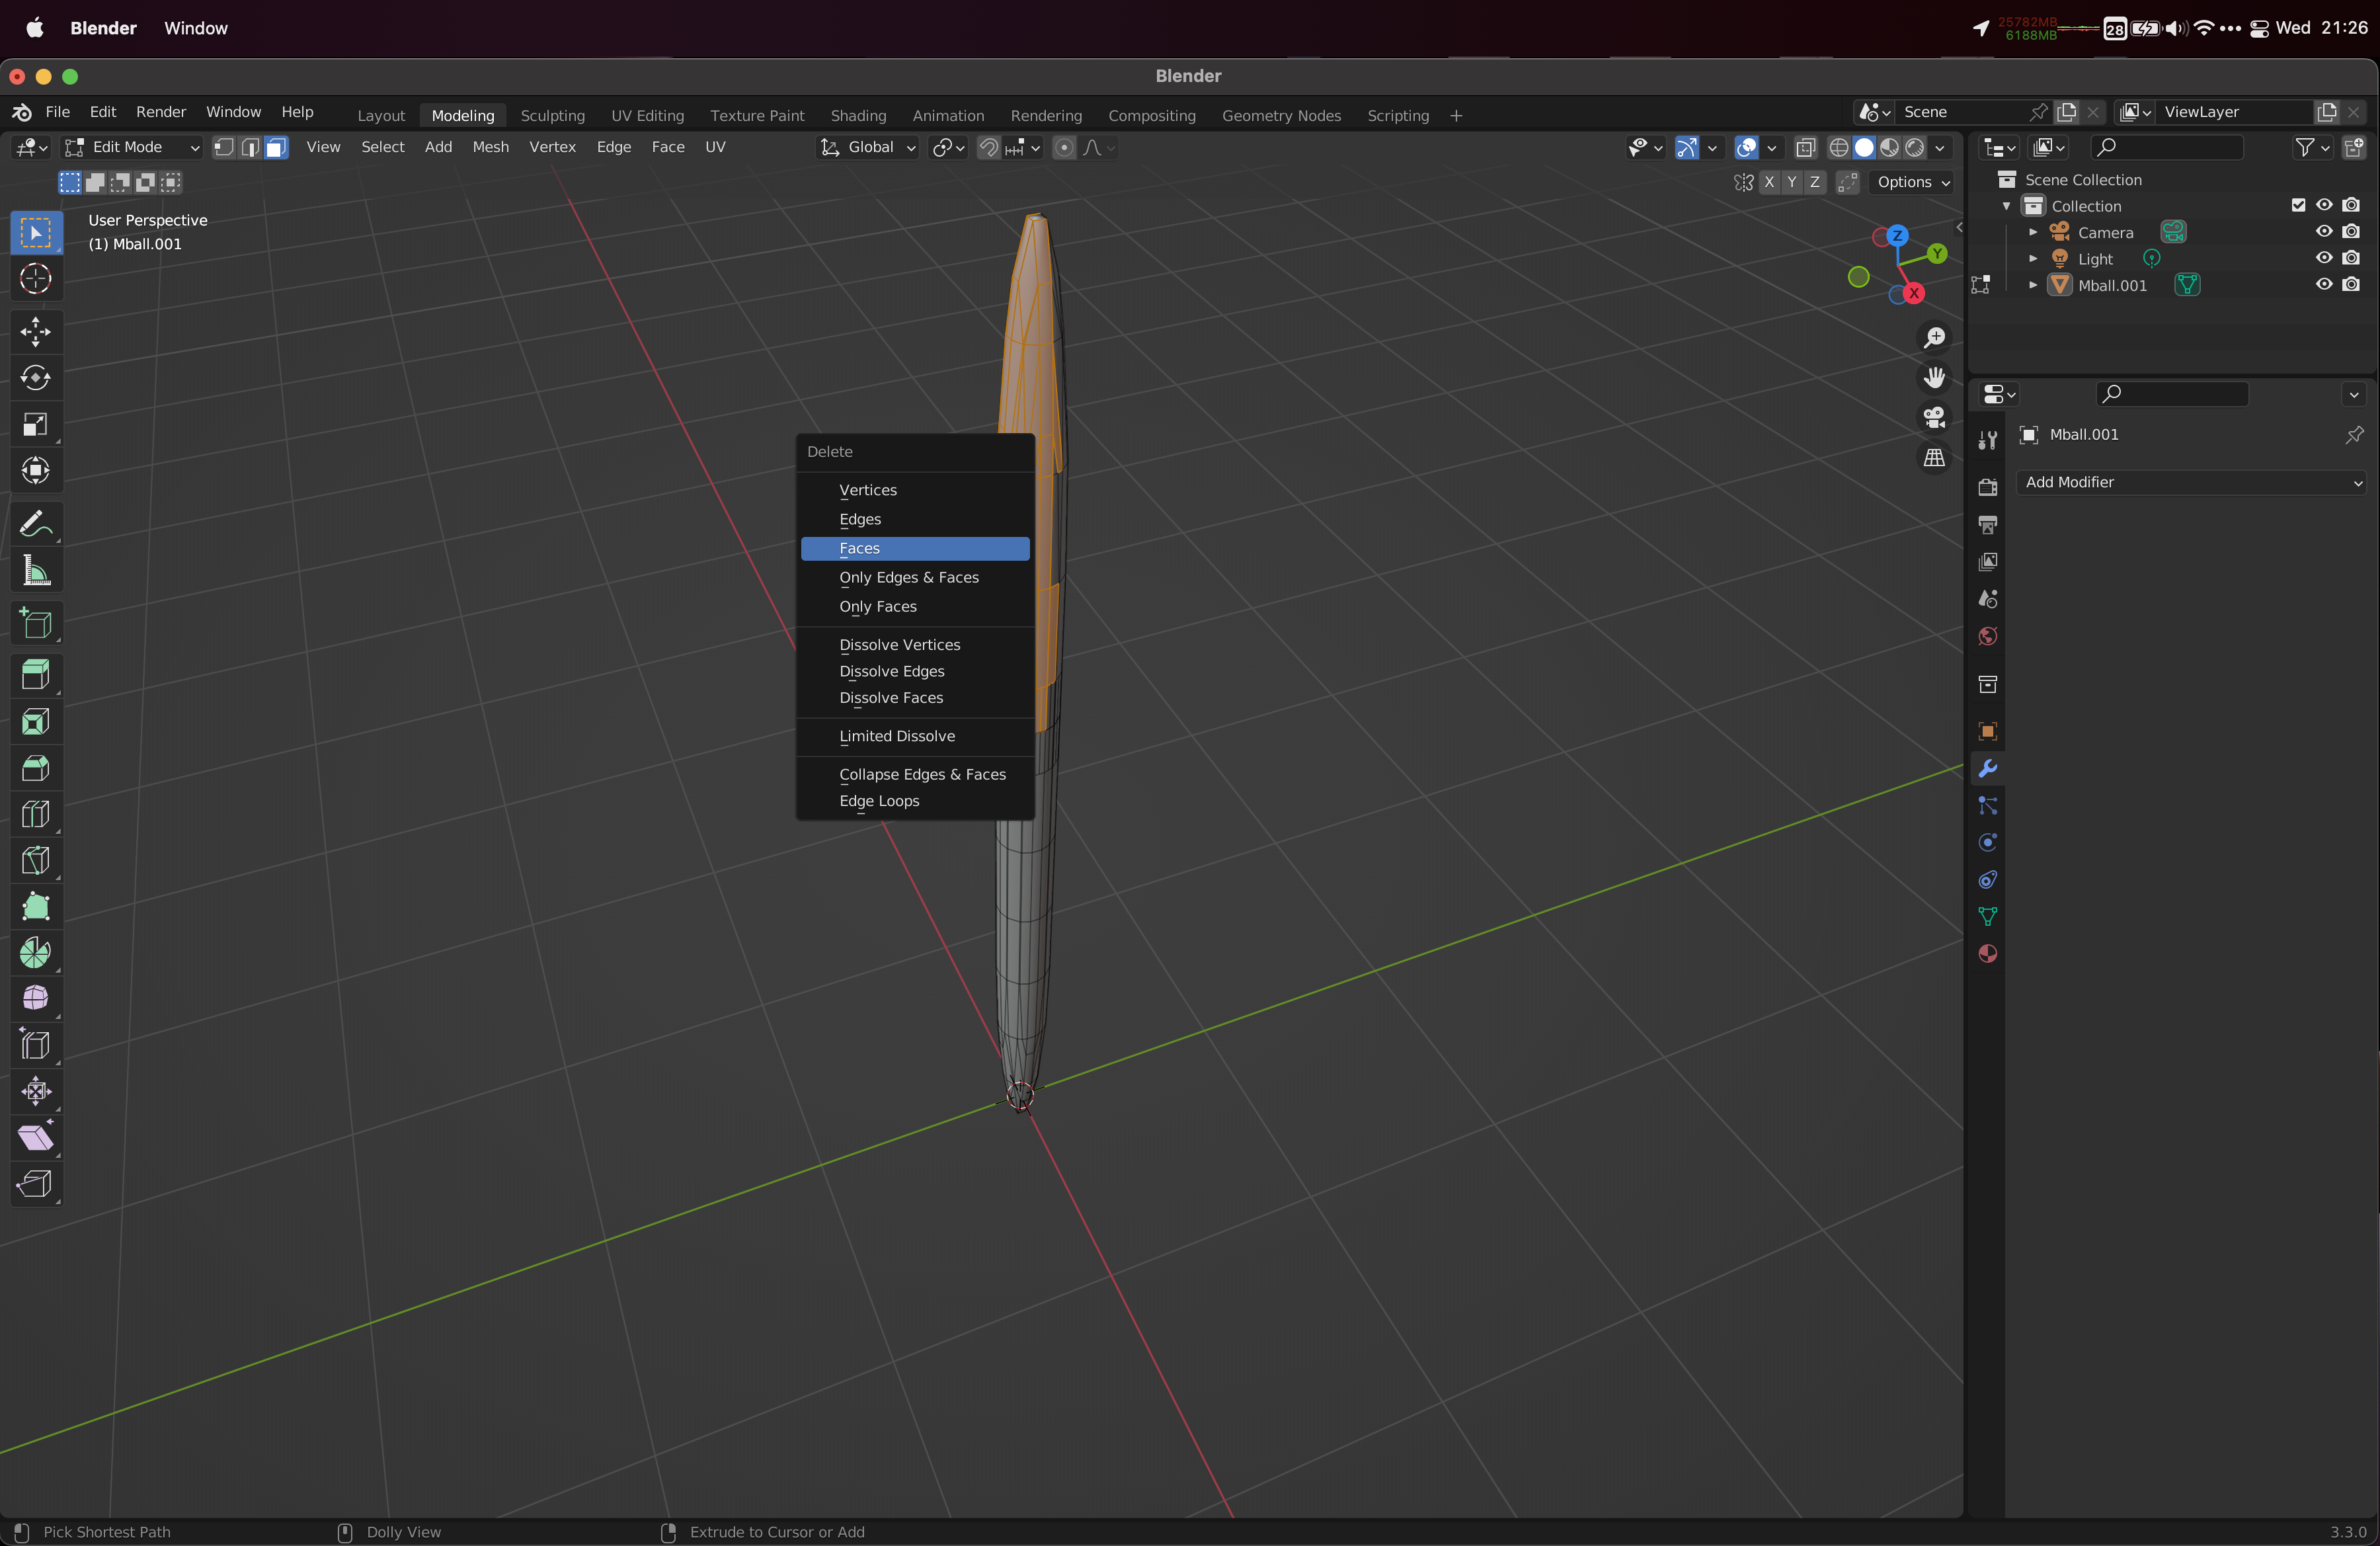 Blender Window
25782MB
6188MB
28
Wed 21:26
Blender
File Edit Render Window Help
Layout Modeling Sculpting UV Editing Texture Paint Shading Animation Rendering Compositing Geometry Nodes Scripting +
Scene
ViewLayer
Edit Mode
View Select Add Mesh Vertex Edge Face UV
Global
X Y Z
Options
User Perspective
(1) Mball.001
Z
Y
X
Scene Collection
Collection
Camera
Light
Mball.001
Mball.001
Add Modifier
Delete
Vertices
Edges
Faces
Only Edges & Faces
Only Faces
Dissolve Vertices
Dissolve Edges
Dissolve Faces
Limited Dissolve
Collapse Edges & Faces
Edge Loops
Pick Shortest Path
Dolly View
Extrude to Cursor or Add
3.3.0